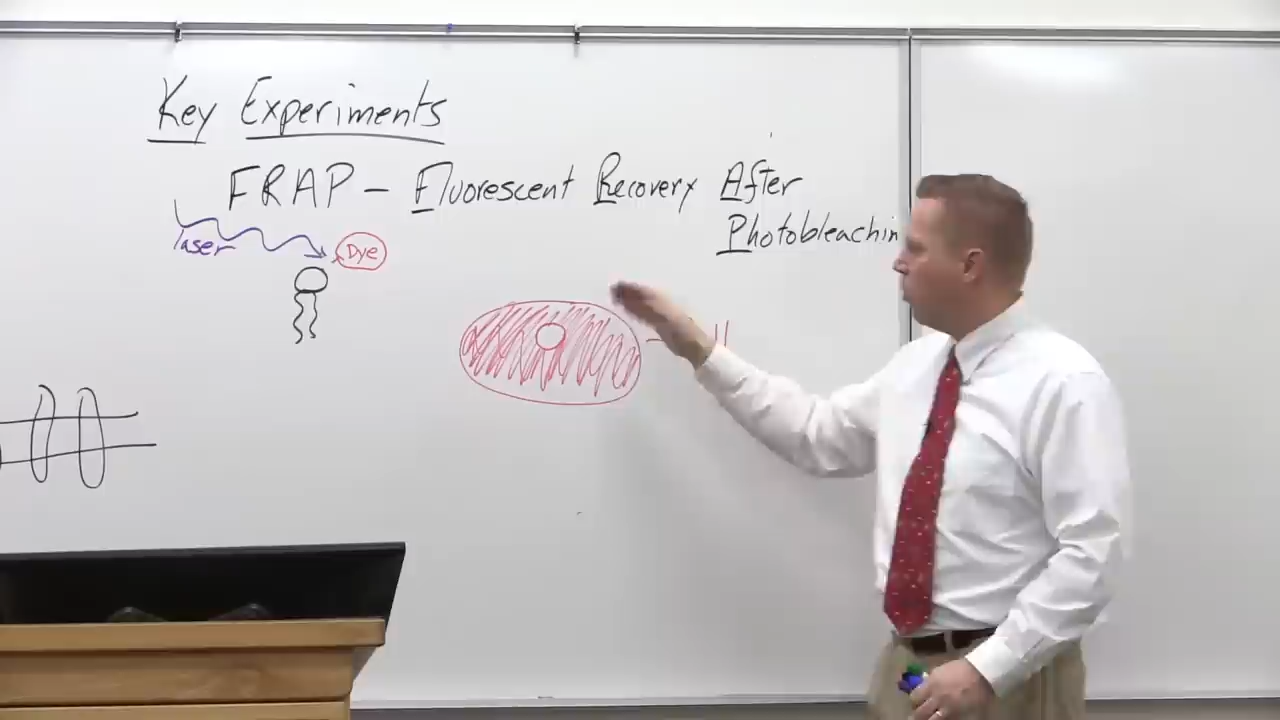 Key Experiments
FRAP - Fluorescent Recovery After
Photobleachin
laser
Dye